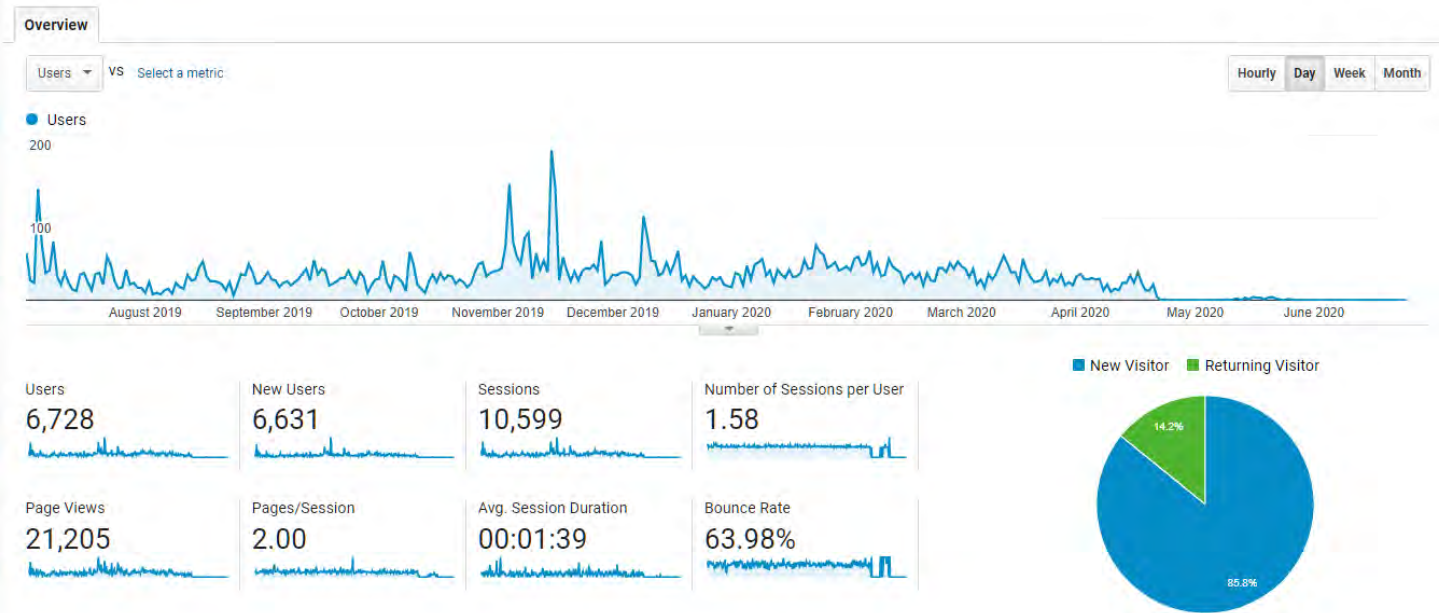 Overview
Users VS Select a metric
Hourly Day Week Month
Users
200
100
August 2019 September 2019 October 2019 November 2019 December 2019 January 2020 February 2020 March 2020 April 2020 May 2020 June 2020
New Visitor Returning Visitor
Users New Users Sessions Number of Sessions per User
6,728 6,631 10,599 1.58
14.2%
Page Views Pages/Session Avg. Session Duration Bounce Rate
21,205 2.00 00:01:39 63.98%
85.8%